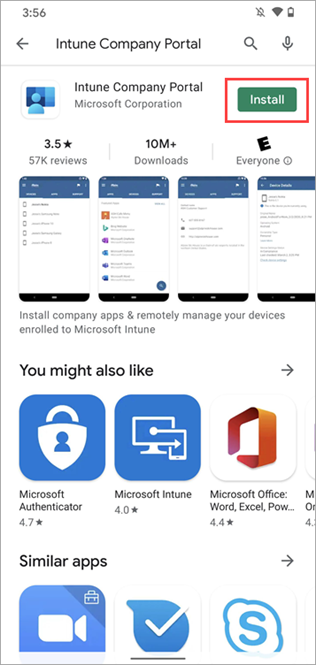 3:56
Intune Company Portal
Intune Company Portal
Microsoft Corporation
Install
3.5★
57K reviews
10M+
Downloads
E
Everyone
Install company apps & remotely manage your devices
enrolled to Microsoft Intune
You might also like
Microsoft
Authenticator
4.7★
Microsoft Intune
4.0★
Microsoft Office:
Word, Excel, Pow...
4.4★
Similar apps